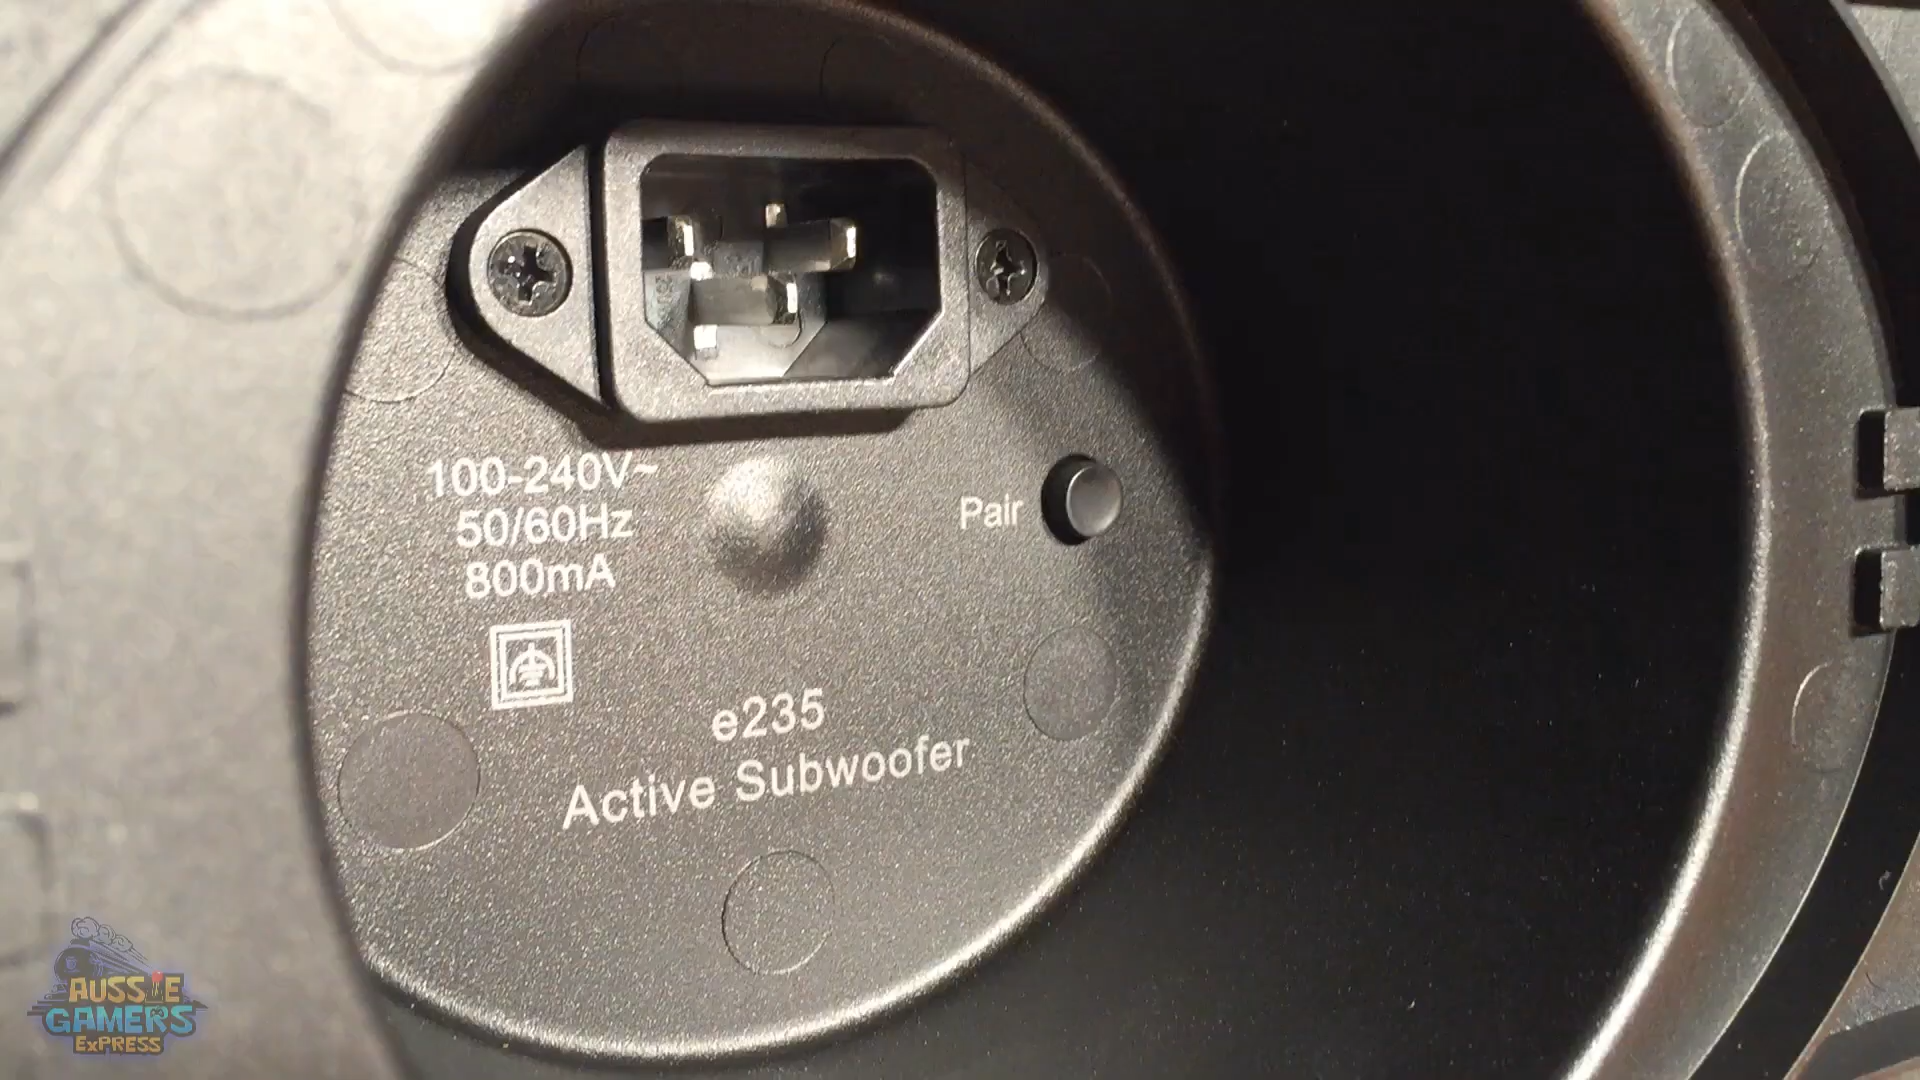 100-240V~
50/60Hz
800mA
Pair
e235
Active Subwoofer
AUSSIE
GAMERS
ExPRESS